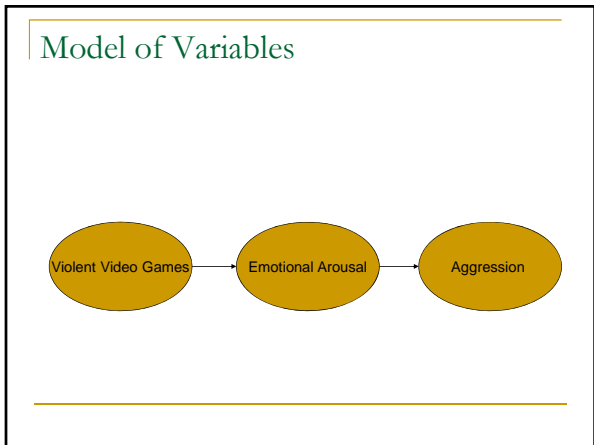 Model of Variables
Violent Video Games
Emotional Arousal
Aggression